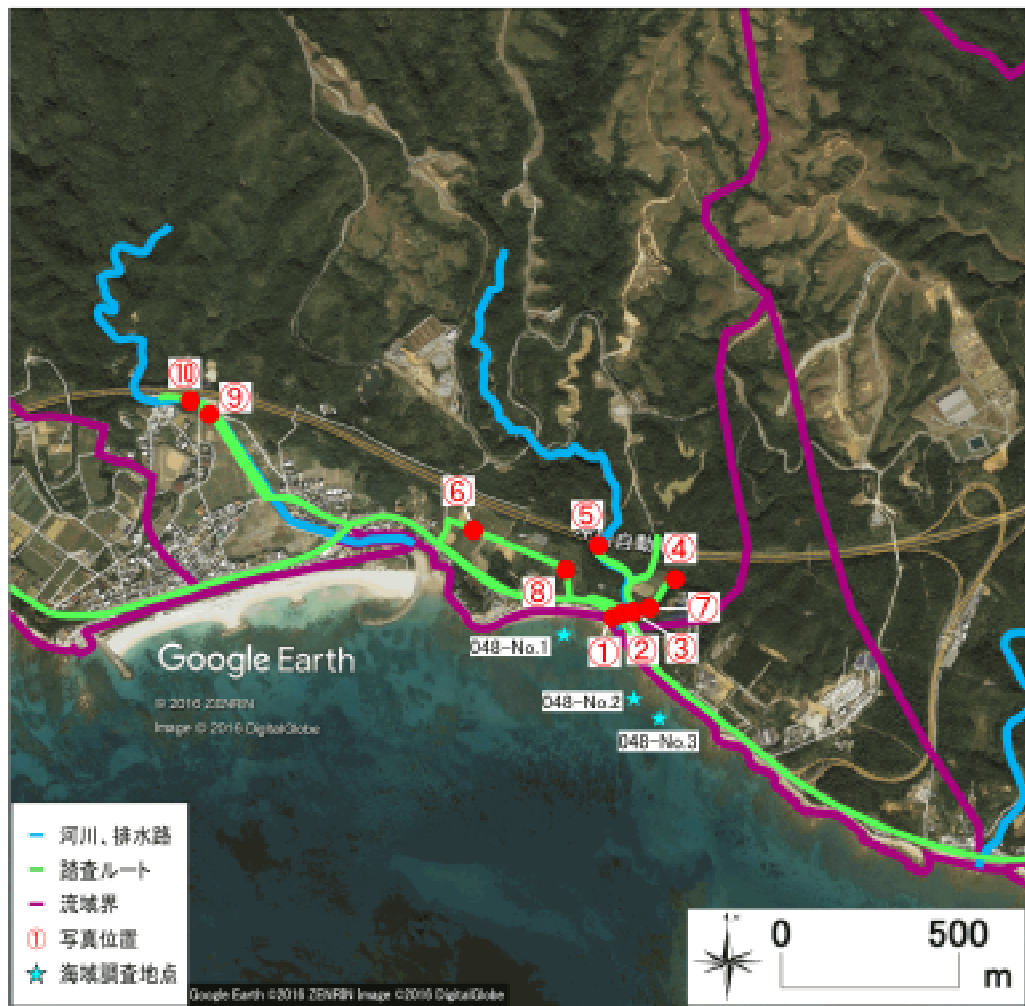 ⑩
⑨
⑥
⑤
自動
④
⑧
⑦
①
②
③
048-No.1
048-No.2
048-No.3
Google Earth
© 2016 ZENRIN
Image © 2016 DigitalGlobe
河川、排水路
踏査ルート
流域界
① 写真位置
海域調査地点
0 500
m
Google Earth ©2016 ZENRIN Image ©2016 DigitalGlobe